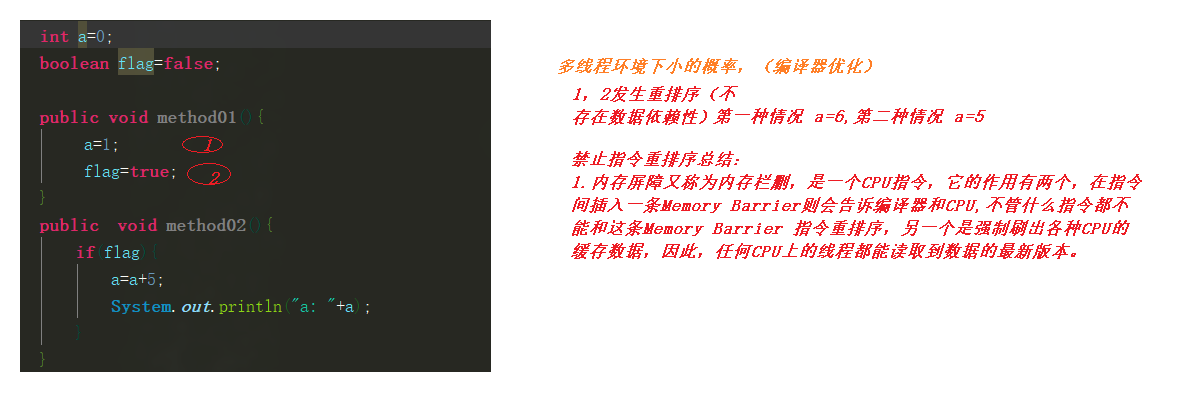 int a=0;
boolean flag=false;
public void method01(){
a=1; 1
flag=true; 2
}
public void method02(){
if(flag){
a=a+5;
System.out.println("a: "+a);
}
}
多线程环境下小的概率，（编译器优化）
1，2发生重排序（不
存在数据依赖性）第一种情况 a=6,第二种情况 a=5
禁止指令重排序总结：
1.内存屏障又称为内存栏删，是一个CPU指令，它的作用有两个，在指令
间插入一条Memory Barrier则会告诉编译器和CPU,不管什么指令都不
能和这条Memory Barrier 指令重排序，另一个是强制刷出各种CPU的
缓存数据，因此，任何CPU上的线程都能读取到数据的最新版本。